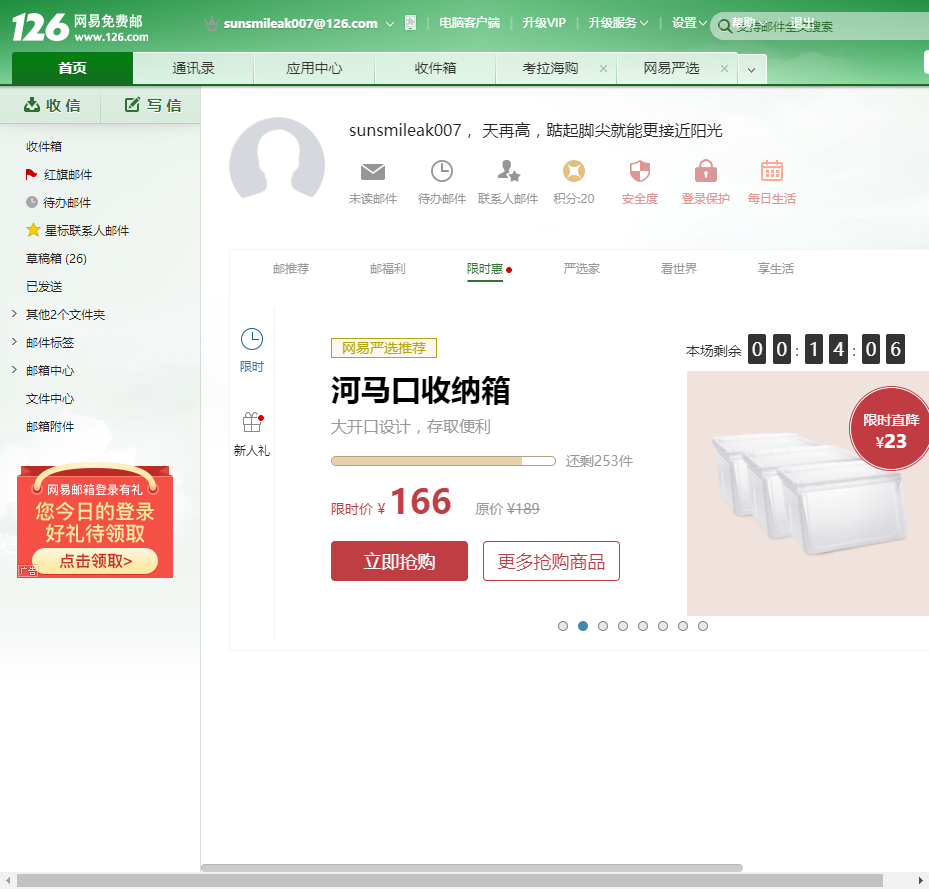 126 网易免费邮
www.126.com
sunsmileak007@126.com
电脑客户端
升级VIP
升级服务
设置
帮助
退出
支持邮件全文搜索
首页
通讯录
应用中心
收件箱
考拉海购
网易严选
收 信
写 信
收件箱
红旗邮件
待办邮件
星标联系人邮件
草稿箱 (26)
已发送
其他2个文件夹
邮件标签
邮箱中心
文件中心
邮箱附件
网易邮箱登录有礼
您今日的登录
好礼待领取
点击领取>
广告
sunsmileak007 ， 天再高，踮起脚尖就能更接近阳光
未读邮件
待办邮件
联系人邮件
积分:20
安全度
登录保护
每日生活
邮推荐
邮福利
限时惠
严选家
看世界
享生活
限时
新人礼
网易严选推荐
河马口收纳箱
大开口设计，存取便利
还剩253件
限时价 ¥ 166 原价 ¥189
立即抢购
更多抢购商品
本场剩余 00:14:06
限时直降
¥23